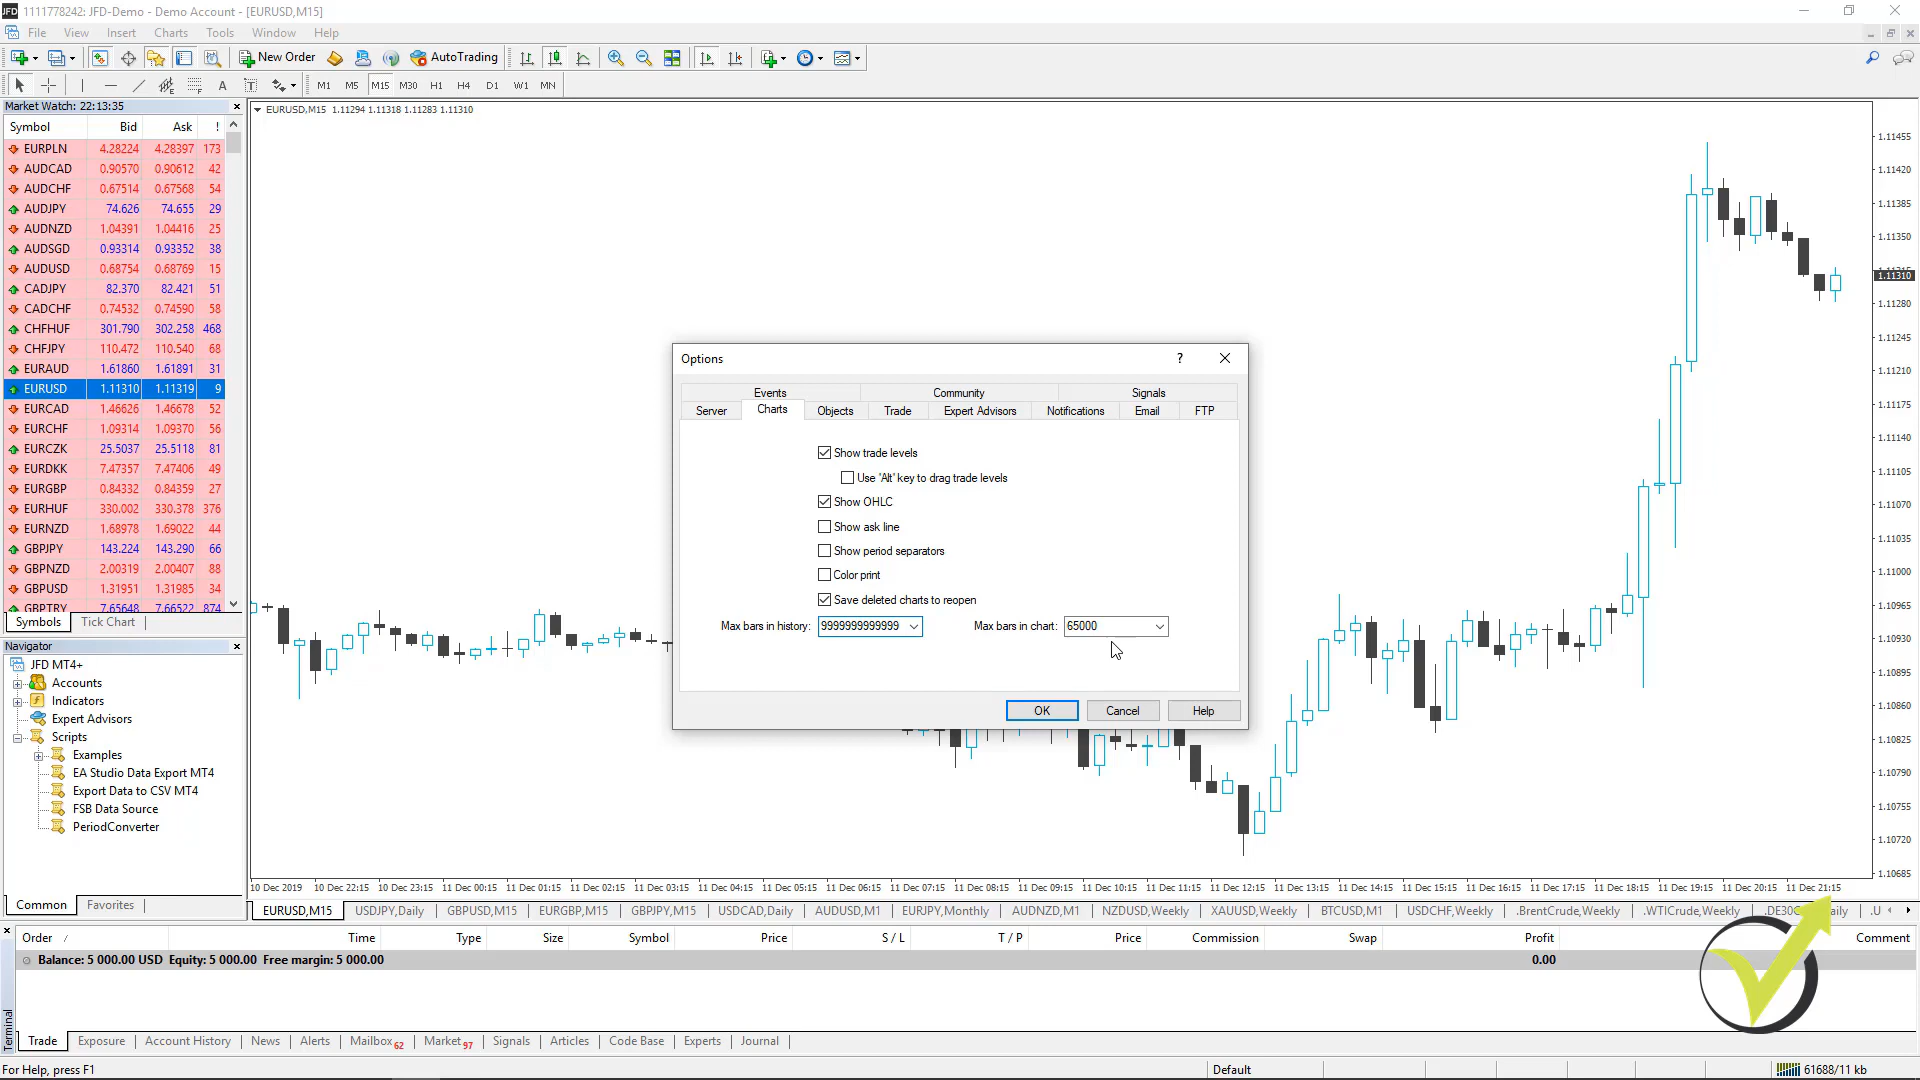 JFD 1111778242: JFD-Demo - Demo Account - [EURUSD,M15]
File View Insert Charts Tools Window Help
New Order AutoTrading
A T M1 M5 M15 M30 H1 H4 D1 W1 MN
Market Watch: 22:13:35
Symbol Bid Ask !
EURPLN 4.28224 4.28397 173
AUDCAD 0.90570 0.90612 42
AUDCHF 0.67514 0.67568 54
AUDJPY 74.626 74.655 29
AUDNZD 1.04391 1.04416 25
AUDSGD 0.93314 0.93352 38
AUDUSD 0.68754 0.68769 15
CADJPY 82.370 82.421 51
CADCHF 0.74532 0.74590 58
CHFHUF 301.790 302.258 468
CHFJPY 110.472 110.540 68
EURAUD 1.61860 1.61891 31
EURUSD 1.11310 1.11319 9
EURCAD 1.46626 1.46678 52
EURCHF 1.09314 1.09370 56
EURCZK 25.5037 25.5118 81
EURDKK 7.47357 7.47406 49
EURGBP 0.84332 0.84359 27
EURHUF 330.002 330.378 376
EURNZD 1.68978 1.69022 44
GBPJPY 143.224 143.290 66
GBPNZD 2.00319 2.00407 88
GBPUSD 1.31951 1.31985 34
GBPTRY 7.65648 7.66522 874
Symbols Tick Chart
Navigator
JFD MT4+
Accounts
Indicators
Expert Advisors
Scripts
Examples
EA Studio Data Export MT4
Export Data to CSV MT4
FSB Data Source
PeriodConverter
Common Favorites
EURUSD,M15 1.11294 1.11318 1.11283 1.11310
1.11455
1.11420
1.11385
1.11350
1.11310
1.11280
1.11245
1.11210
1.11175
1.11140
1.11105
1.11070
1.11035
1.11000
1.10965
1.10930
1.10895
1.10860
1.10825
1.10790
1.10755
1.10720
1.10685
Options ?
Events Community Signals
Server Charts Objects Trade Expert Advisors Notifications Email FTP
Show trade levels
Use 'Alt' key to drag trade levels
Show OHLC
Show ask line
Show period separators
Color print
Save deleted charts to reopen
Max bars in history: 9999999999999 Max bars in chart: 65000
OK Cancel Help
10 Dec 2019 10 Dec 22:15 10 Dec 23:15 11 Dec 00:15 11 Dec 01:15 11 Dec 02:15 11 Dec 03:15 11 Dec 04:15 11 Dec 05:15 11 Dec 06:15 11 Dec 07:15 11 Dec 08:15 11 Dec 09:15 11 Dec 10:15 11 Dec 11:15 11 Dec 12:15 11 Dec 13:15 11 Dec 14:15 11 Dec 15:15 11 Dec 16:15 11 Dec 17:15 11 Dec 18:15 11 Dec 19:15 11 Dec 20:15 11 Dec 21:15
EURUSD,M15 USDJPY,Daily GBPUSD,M15 EURGBP,M15 GBPJPY,M15 USDCAD,Daily AUDUSD,M1 EURJPY,Monthly AUDNZD,M1 NZDUSD,Weekly XAUUSD,Weekly BTCUSD,M1 USDCHF,Weekly .BrentCrude,Weekly .WTICrude,Weekly
Order / Time Type Size Symbol Price S / L T / P Price Commission Swap Profit Comment
Balance: 5 000.00 USD Equity: 5 000.00 Free margin: 5 000.00 0.00
Terminal
Trade Exposure Account History News Alerts Mailbox 62 Market 97 Signals Articles Code Base Experts Journal
For Help, press F1 Default 61688/11 kb